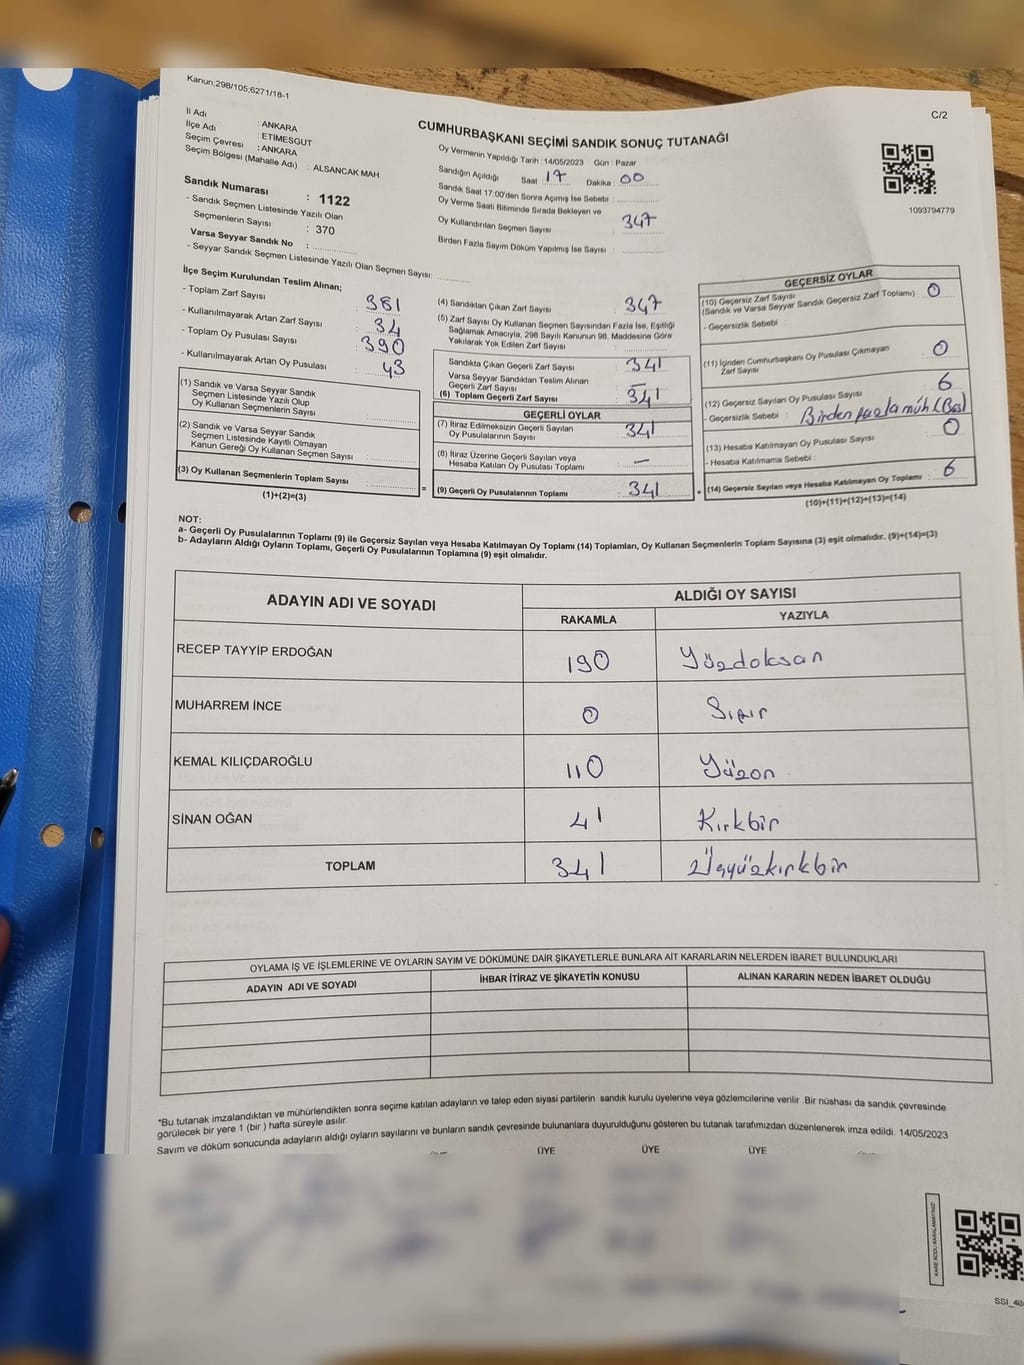 Kanun:298/105;6271/18-1
C/2
CUMHURBAŞKANI SEÇİMİ SANDIK SONUÇ TUTANAĞI
İl Adı : ANKARA
İlçe Adı : ETİMESGUT
Seçim Çevresi : ANKARA
Seçim Bölgesi (Mahalle Adı) : ALSANCAK MAH.
Sandık Numarası : 1122
- Sandık Seçmen Listesinde Yazılı Olan
Seçmenlerin Sayısı : 370
Varsa Seyyar Sandık No :
- Seyyar Sandık Seçmen Listesinde Yazılı Olan Seçmen Sayısı:
Oy Vermenin Yapıldığı Tarih :14/05/2023 Gün : Pazar
Sandığın Açıldığı Saat : 17 Dakika : 00
Sandık Saat 17:00'den Sonra Açımış İse Sebebi :
Oy Verme Saati Bitiminde Sırada Bekleyen ve
Oy Kullandırılan Seçmen Sayısı : 347
Birden Fazla Sayım Döküm Yapılmış İse Sayısı :
1093794779
İlçe Seçim Kurulundan Teslim Alınan;
- Toplam Zarf Sayısı : 381
- Kullanılmayarak Artan Zarf Sayısı : 34
- Toplam Oy Pusulası Sayısı : 390
- Kullanılmayarak Artan Oy Pusulası : 43
(1) Sandık ve Varsa Seyyar Sandık
Seçmen Listesinde Yazılı Olup
Oy Kullanan Seçmenlerin Sayısı :
(2) Sandık ve Varsa Seyyar Sandık
Seçmen Listesinde Kayıtlı Olmayan
Kanun Gereği Oy Kullanan Seçmen Sayısı :
(3) Oy Kullanan Seçmenlerin Toplam Sayısı :
(1)+(2)=(3)
(4) Sandıktan Çıkan Zarf Sayısı : 347
(5) Zarf Sayısı Oy Kullanan Seçmen Sayısından Fazla İse, Eşitliği
Sağlamak Amacıyla, 298 Sayılı Kanunun 98. Maddesine Göre
Yakılarak Yok Edilen Zarf Sayısı :
Sandıkta Çıkan Geçerli Zarf Sayısı : 341
Varsa Seyyar Sandıktan Teslim Alınan
Geçerli Zarf Sayısı : —
(6) Toplam Geçerli Zarf Sayısı : 341
GEÇERLİ OYLAR
(7) İtiraz Edilmeksizin Geçerli Sayılan
Oy Pusulalarının Sayısı : 341
(8) İtiraz Üzerine Geçerli Sayılan veya
Hesaba Katılan Oy Pusulası Toplamı : —
= (9) Geçerli Oy Pusulalarının Toplamı : 341
GEÇERSİZ OYLAR
(10) Geçersiz Zarf Sayısı
(Sandık ve Varsa Seyyar Sandık Geçersiz Zarf Toplamı) : 0
- Geçersizlik Sebebi :
(11) İçinden Cumhurbaşkanı Oy Pusulası Çıkmayan
Zarf Sayısı : 0
(12) Geçersiz Sayılan Oy Pusulası Sayısı : 6
- Geçersizlik Sebebi : Birden fazla müh.(Bas)
(13) Hesaba Katılmayan Oy Pusulası Sayısı : 0
- Hesaba Katılmama Sebebi :
+ (14) Geçersiz Sayılan veya Hesaba Katılmayan Oy Toplamı : 6
(10)+(11)+(12)+(13)=(14)
NOT:
a- Geçerli Oy Pusulalarının Toplamı (9) ile Geçersiz Sayılan veya Hesaba Katılmayan Oy Toplamı (14) Toplamları, Oy Kullanan Seçmenlerin Toplam Sayısına (3) eşit olmalıdır. (9)+(14)=(3)
b- Adayların Aldığı Oyların Toplamı, Geçerli Oy Pusulalarının Toplamına (9) eşit olmalıdır.
ADAYIN ADI VE SOYADI
ALDIĞI OY SAYISI
RAKAMLA YAZIYLA
RECEP TAYYİP ERDOĞAN 190 Yüzdoksan
MUHARREM İNCE 0 Sıfır
KEMAL KILIÇDAROĞLU 110 Yüzon
SİNAN OĞAN 41 Kırkbir
TOPLAM 341 Üçyüzkırkbir
OYLAMA İŞ VE İŞLEMLERİNE VE OYLARIN SAYIM VE DÖKÜMÜNE DAİR ŞİKAYETLERLE BUNLARA AİT KARARLARIN NELERDEN İBARET BULUNDUKLARI
ADAYIN ADI VE SOYADI İHBAR İTİRAZ VE ŞİKAYETİN KONUSU ALINAN KARARIN NEDEN İBARET OLDUĞU
*Bu tutanak imzalandıktan ve mühürlendikten sonra seçime katılan adayların ve talep eden siyasi partilerin sandık kurulu üyelerine veya gözlemcilerine verilir .Bir nüshası da sandık çevresinde
görülecek bir yere 1 (bir ) hafta süreyle asılır.
Sayım ve döküm sonucunda adayların aldığı oyların sayılarını ve bunların sandık çevresinde bulunanlara duyurulduğunu gösteren bu tutanak tarafımızdan düzenlenerek imza edildi. 14/05/2023
ÜYE ÜYE ÜYE
KARE KODU KARALAMAYINIZ!